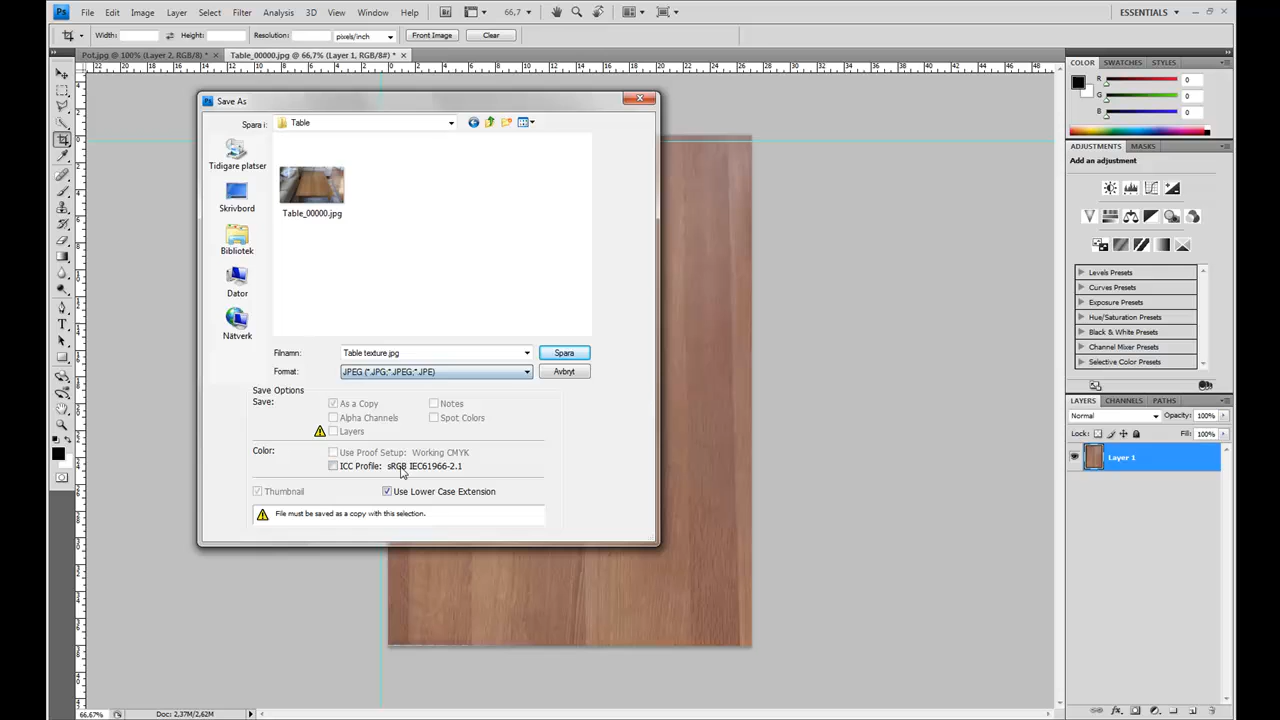 Ps File Edit Image Layer Select Filter Analysis 3D View Window Help Br 66,7 ESSENTIALS
Width: Height: Resolution: pixels/inch Front Image Clear
Pot.jpg @ 100% (Layer 2, RGB/8) * × Table_00000.jpg @ 66,7% (Layer 1, RGB/8#) * ×
Save As
Spara i: Table
Tidigare platser
Skrivbord
Bibliotek
Dator
Nätverk
Table_00000.jpg
Filnamn: Table texture.jpg Spara
Format: JPEG (*.JPG;*.JPEG;*.JPE) Avbryt
Save Options
Save: As a Copy Notes
Alpha Channels Spot Colors
Layers
Color: Use Proof Setup: Working CMYK
ICC Profile: sRGB IEC61966-2.1
Thumbnail Use Lower Case Extension
File must be saved as a copy with this selection.
COLOR SWATCHES STYLES
R 0
G 0
B 0
ADJUSTMENTS MASKS
Add an adjustment
Levels Presets
Curves Presets
Exposure Presets
Hue/Saturation Presets
Black & White Presets
Channel Mixer Presets
Selective Color Presets
LAYERS CHANNELS PATHS
Normal Opacity: 100%
Lock: Fill: 100%
Layer 1
66,67% Doc: 2,37M/2,62M